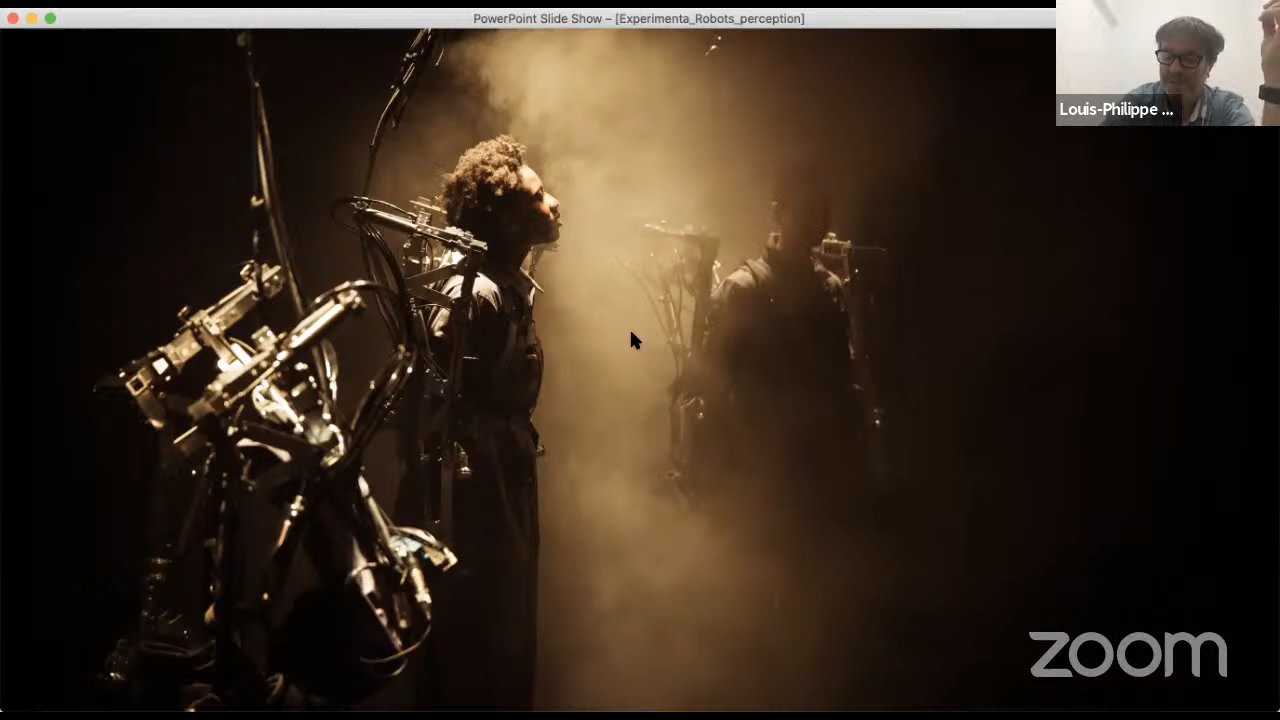 PowerPoint Slide Show – [Experimenta_Robots_perception]
Louis-Philippe ...
zoom